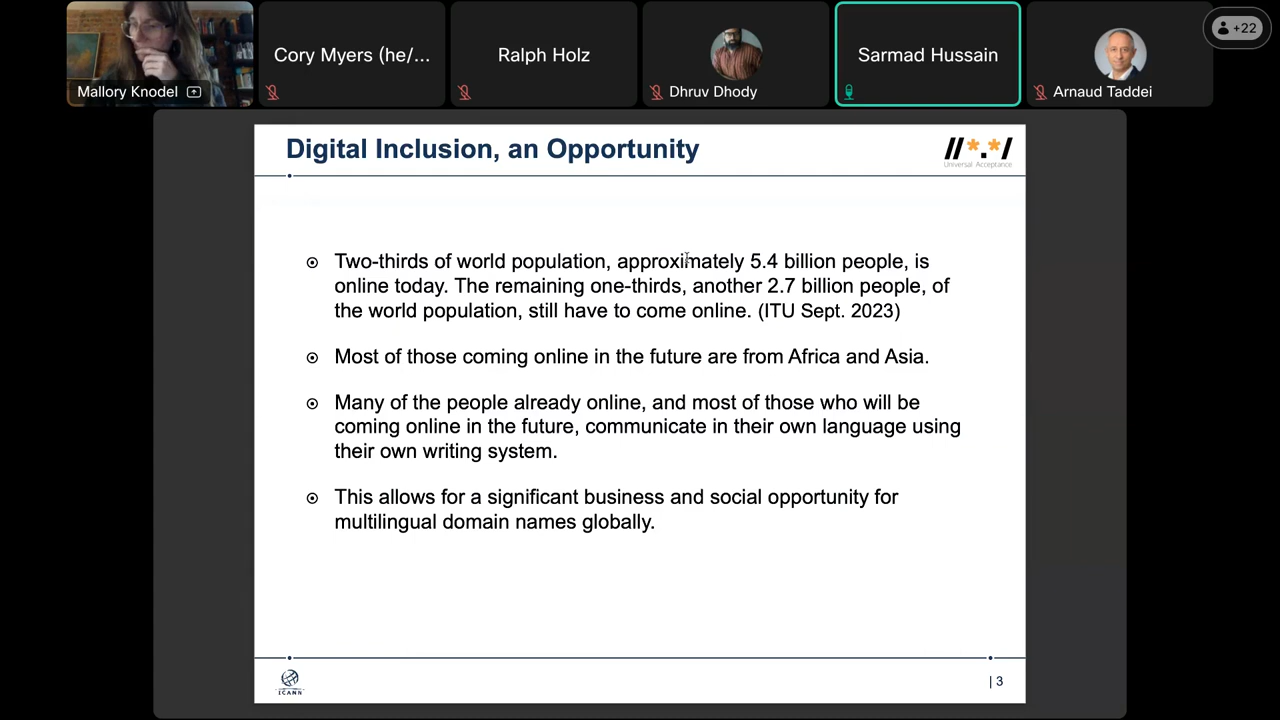 Mallory Knodel
Cory Myers (he/...
Ralph Holz
Dhruv Dhody
Sarmad Hussain
Arnaud Taddei
+22
Digital Inclusion, an Opportunity
//*.*/
Universal Acceptance
Two-thirds of world population, approximately 5.4 billion people, is
online today. The remaining one-thirds, another 2.7 billion people, of
the world population, still have to come online. (ITU Sept. 2023)
Most of those coming online in the future are from Africa and Asia.
Many of the people already online, and most of those who will be
coming online in the future, communicate in their own language using
their own writing system.
This allows for a significant business and social opportunity for
multilingual domain names globally.
ICANN
| 3